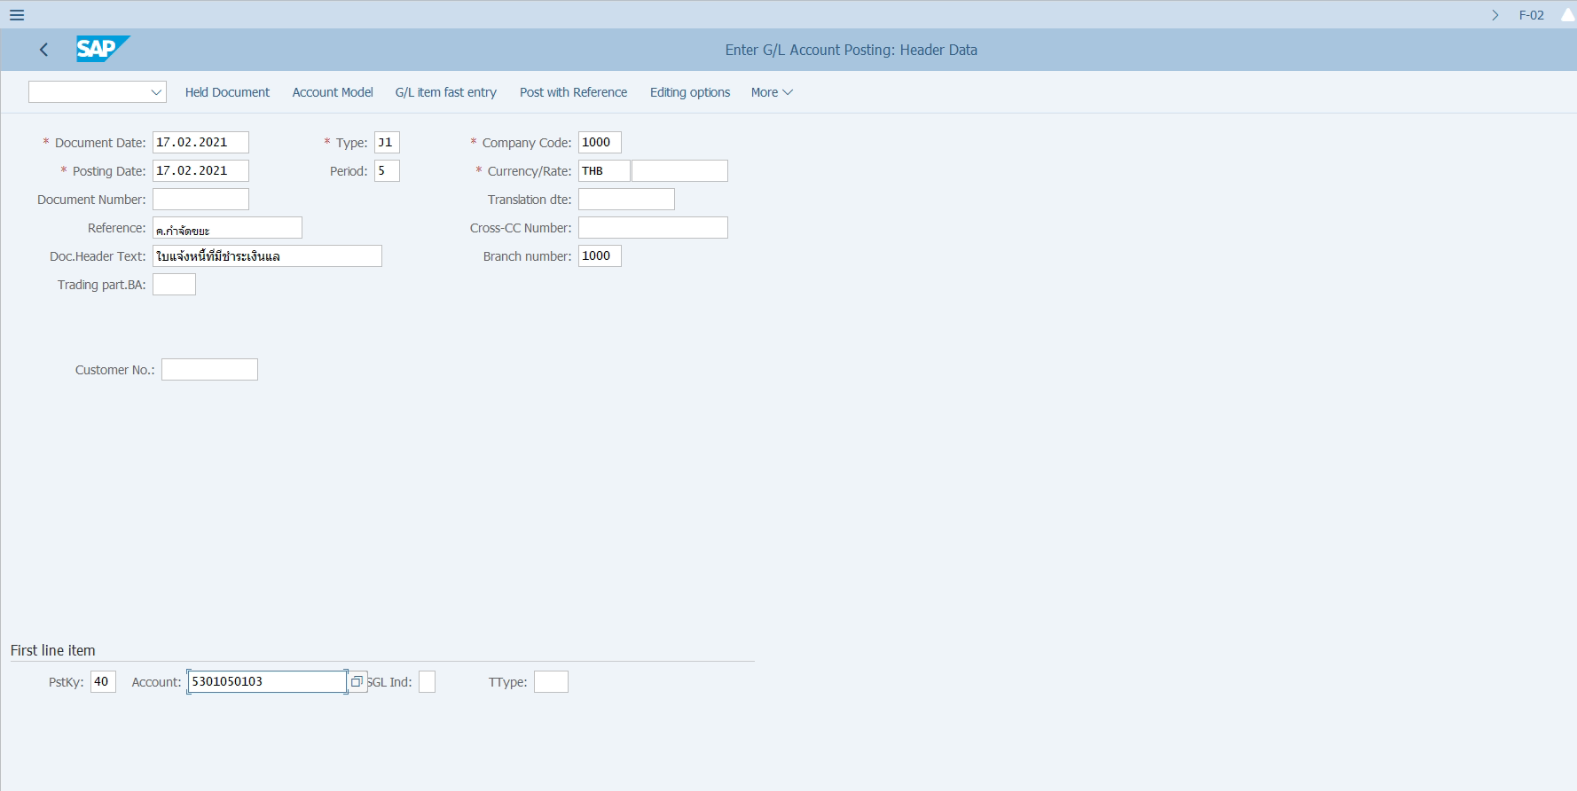 F-02
SAP
Enter G/L Account Posting: Header Data
Held Document Account Model G/L item fast entry Post with Reference Editing options More
* Document Date: 17.02.2021 * Type: J1 * Company Code: 1000
* Posting Date: 17.02.2021 Period: 5 * Currency/Rate: THB
Document Number: Translation dte:
Reference: ค.กำจัดขยะ Cross-CC Number:
Doc.Header Text: ใบแจ้งหนี้ที่มีชำระเงินแล Branch number: 1000
Trading part.BA:
Customer No.:
First line item
PstKy: 40 Account: 5301050103 SGL Ind: TType: